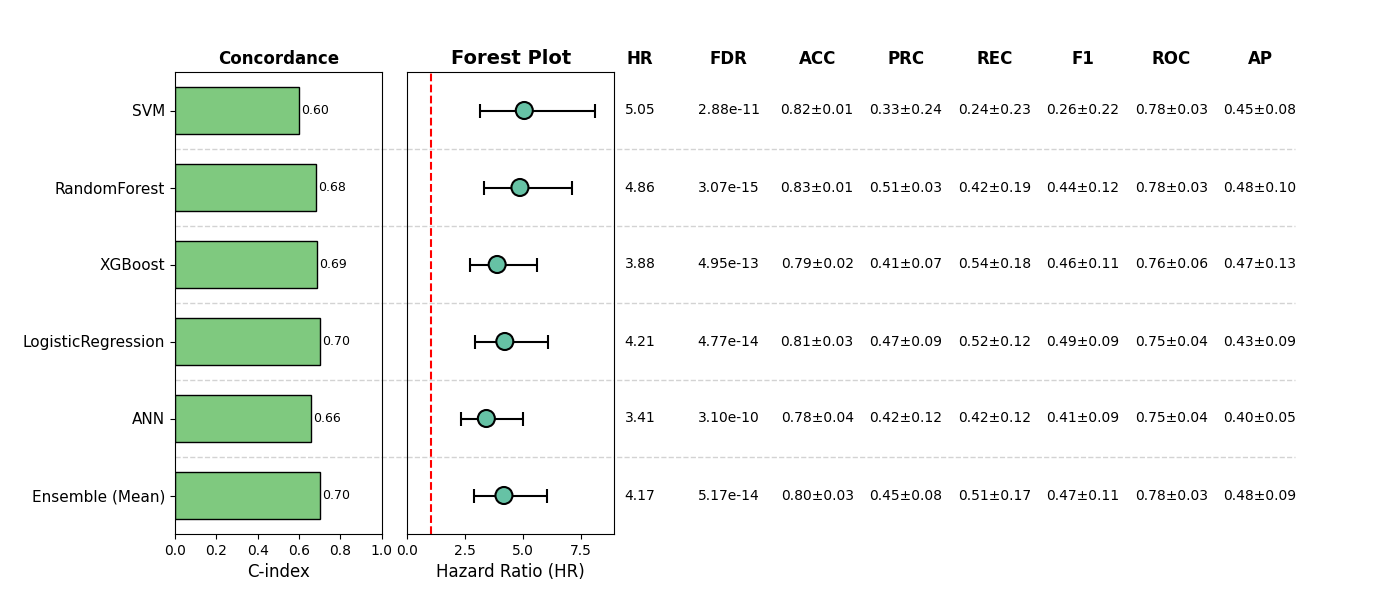 Concordance Forest Plot HR FDR ACC PRC REC F1 ROC AP
SVM 0.60 5.05 2.88e-11 0.82±0.01 0.33±0.24 0.24±0.23 0.26±0.22 0.78±0.03 0.45±0.08
RandomForest 0.68 4.86 3.07e-15 0.83±0.01 0.51±0.03 0.42±0.19 0.44±0.12 0.78±0.03 0.48±0.10
XGBoost 0.69 3.88 4.95e-13 0.79±0.02 0.41±0.07 0.54±0.18 0.46±0.11 0.76±0.06 0.47±0.13
LogisticRegression 0.70 4.21 4.77e-14 0.81±0.03 0.47±0.09 0.52±0.12 0.49±0.09 0.75±0.04 0.43±0.09
ANN 0.66 3.41 3.10e-10 0.78±0.04 0.42±0.12 0.42±0.12 0.41±0.09 0.75±0.04 0.40±0.05
Ensemble (Mean) 0.70 4.17 5.17e-14 0.80±0.03 0.45±0.08 0.51±0.17 0.47±0.11 0.78±0.03 0.48±0.09
0.0 0.2 0.4 0.6 0.8 1.0 0.0 2.5 5.0 7.5
C-index Hazard Ratio (HR)